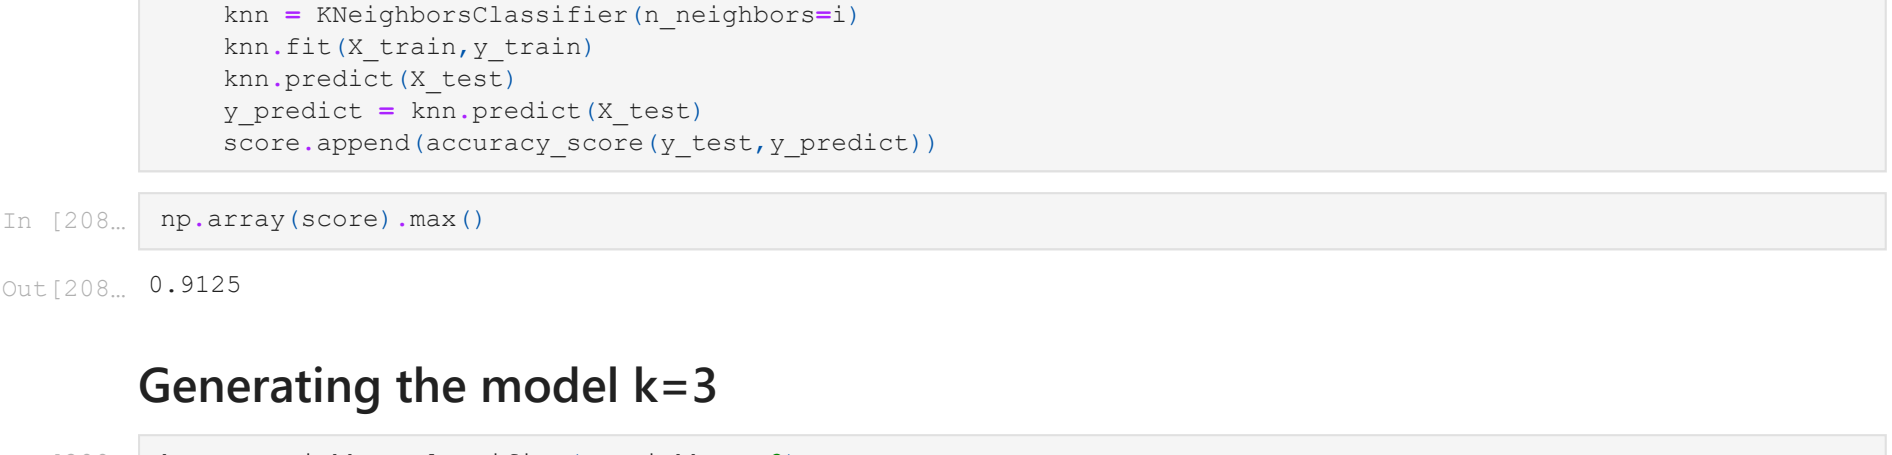 knn = KNeighborsClassifier(n_neighbors=i)
knn.fit(X_train,y_train)
knn.predict(X_test)
y_predict = knn.predict(X_test)
score.append(accuracy_score(y_test,y_predict))
In [208… np.array(score).max()
Out[208… 0.9125
Generating the model k=3